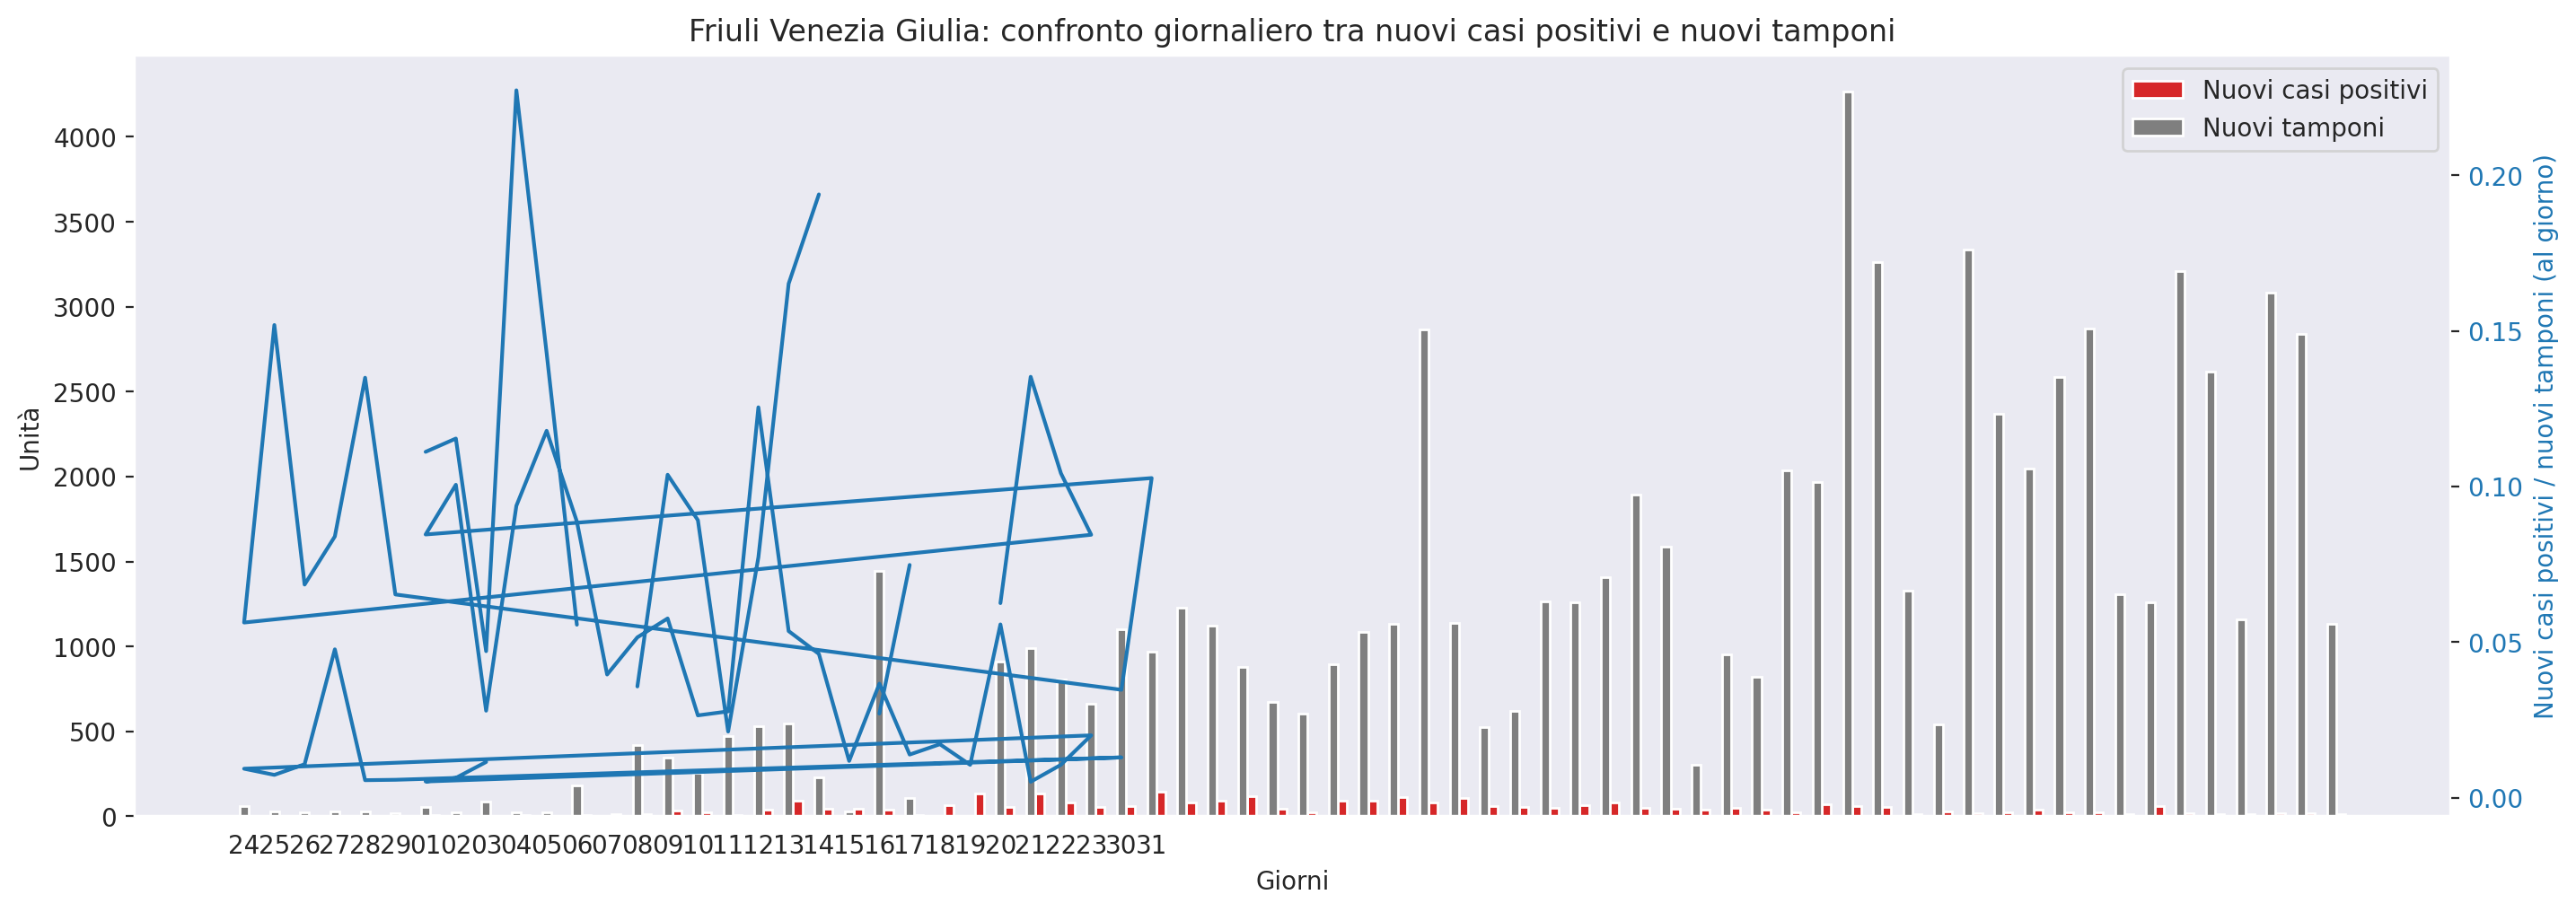 Friuli Venezia Giulia: confronto giornaliero tra nuovi casi positivi e nuovi tamponi
Nuovi casi positivi
Nuovi tamponi
4000
3500
3000
2500
2000
1500
1000
500
0
Unità
0.20
0.15
0.10
0.05
0.00
Nuovi casi positivi / nuovi tamponi (al giorno)
24252627282901020304050607080910111213141516171819202122233031
Giorni